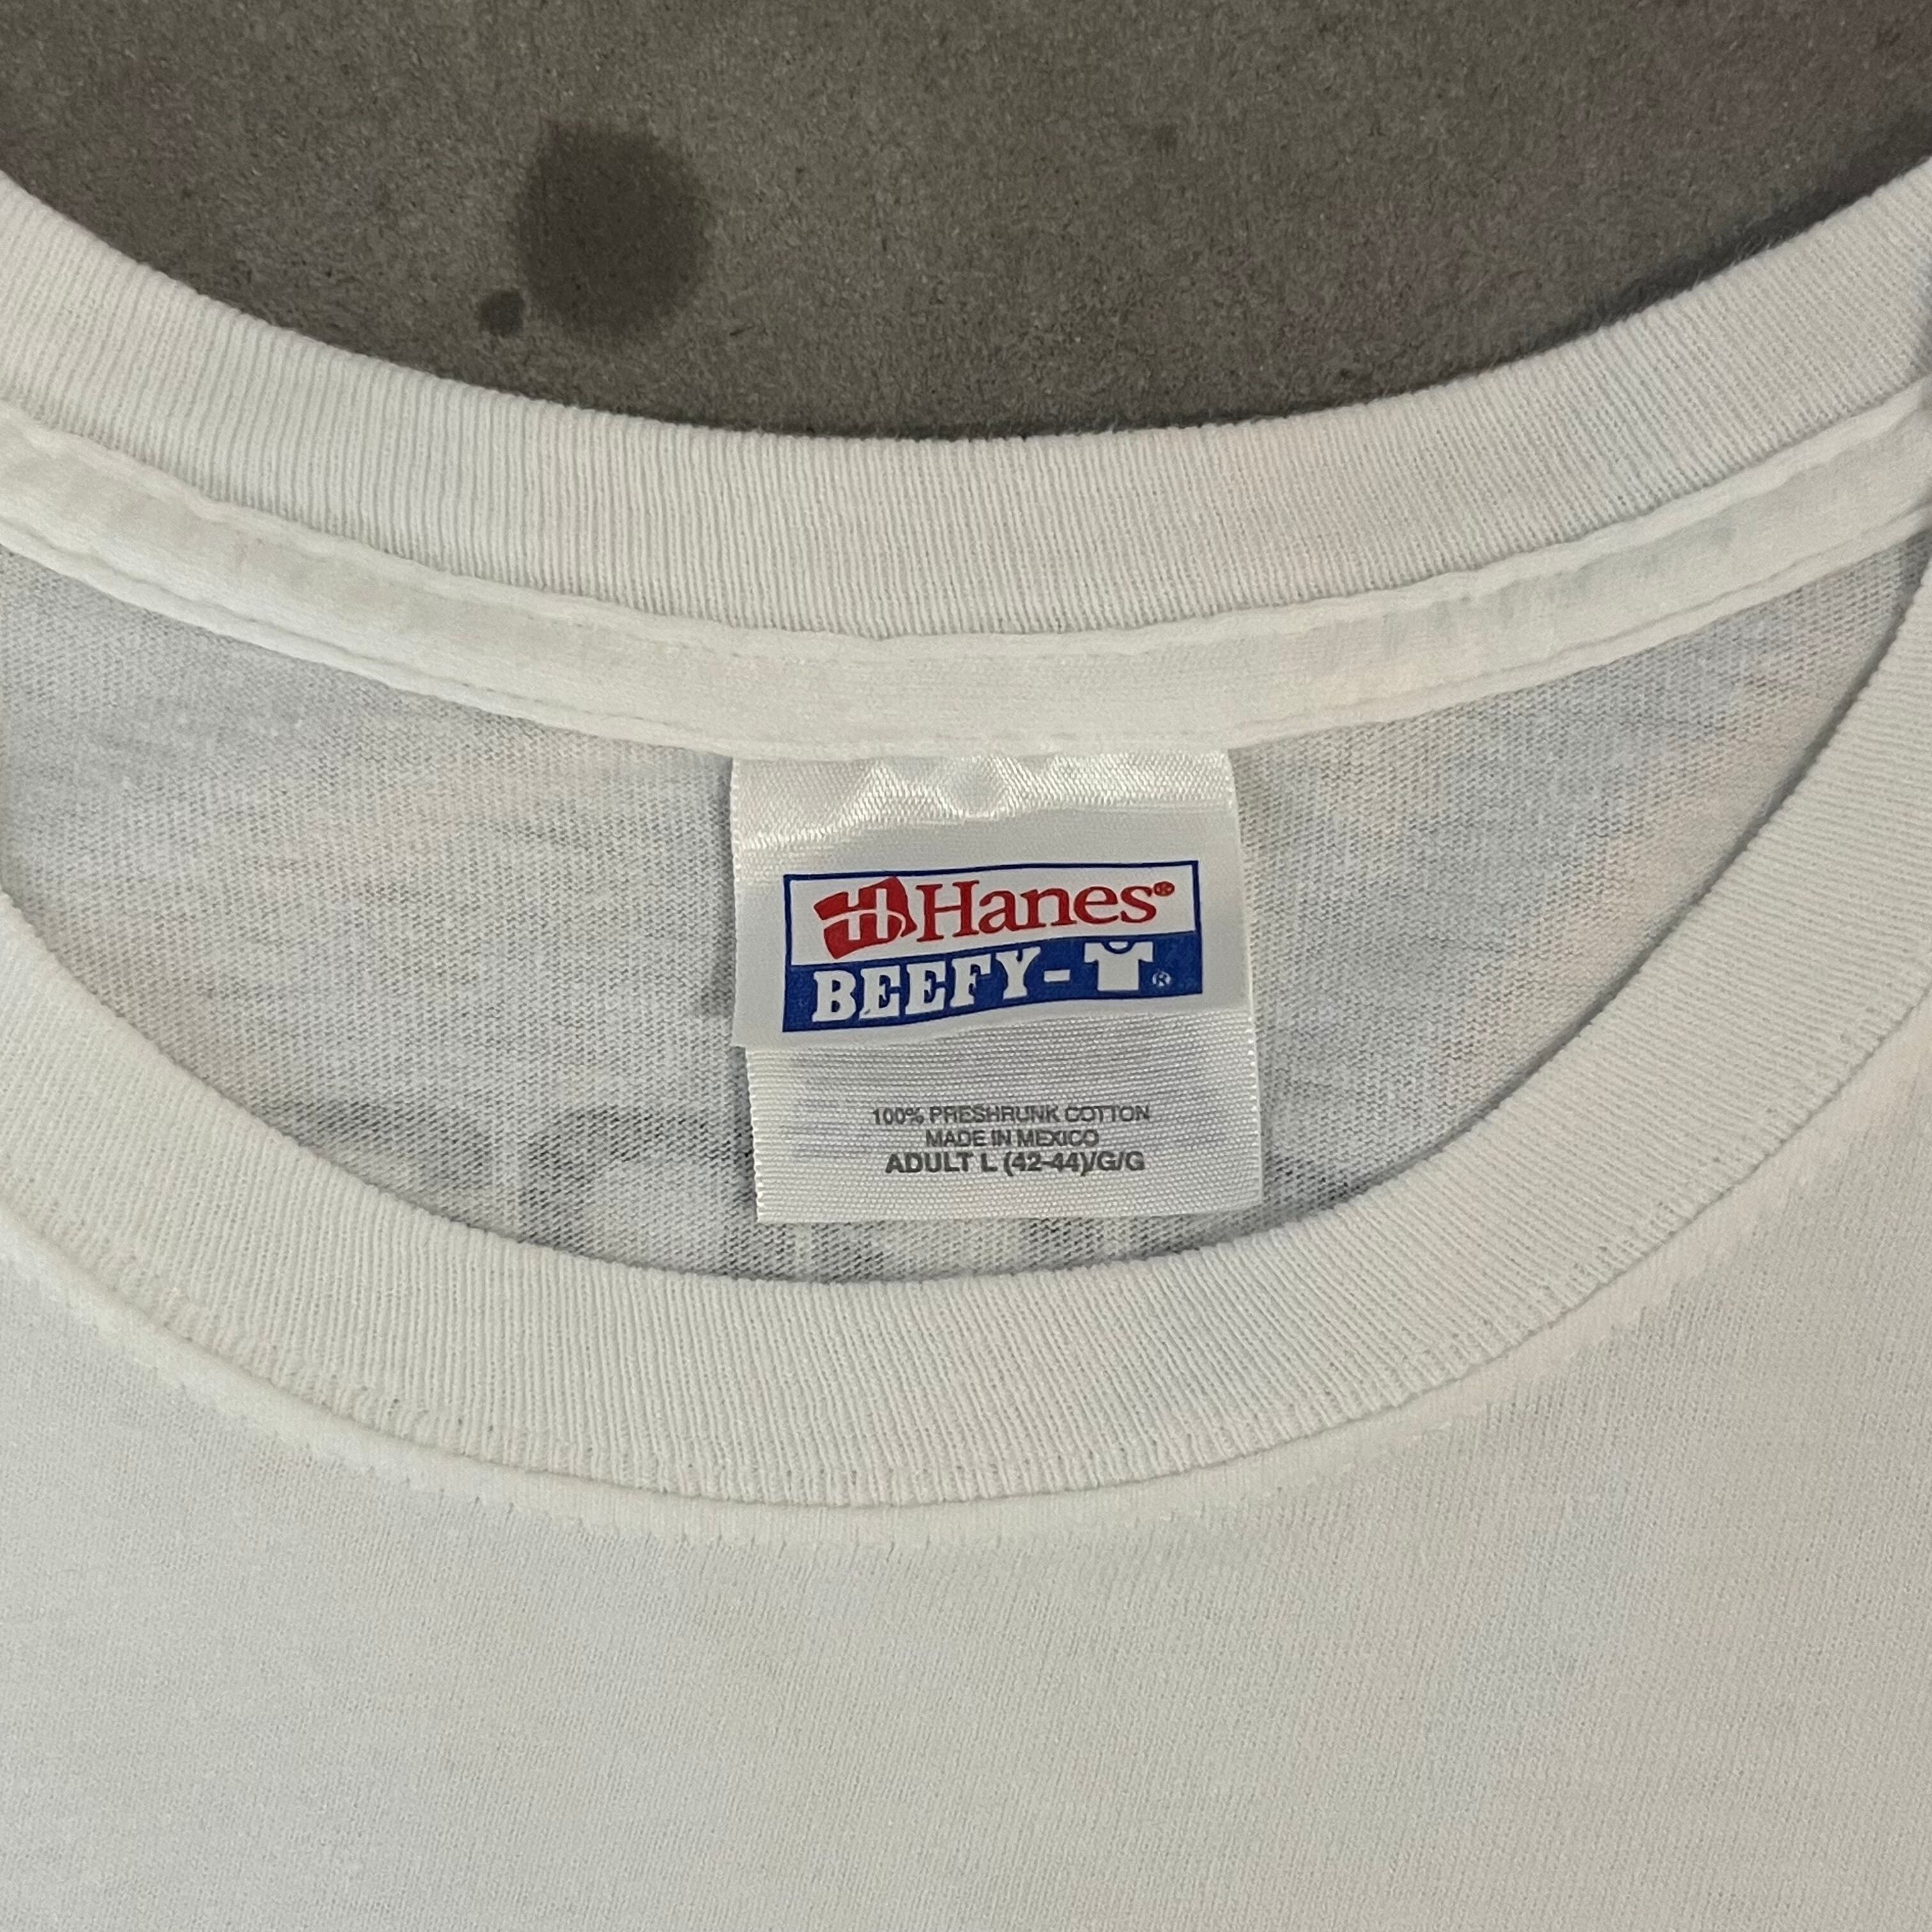 Hanes®
BEEFY-T®
100% PRESHRUNK COTTON
MADE IN MEXICO
ADULT L (42-44)/G/G